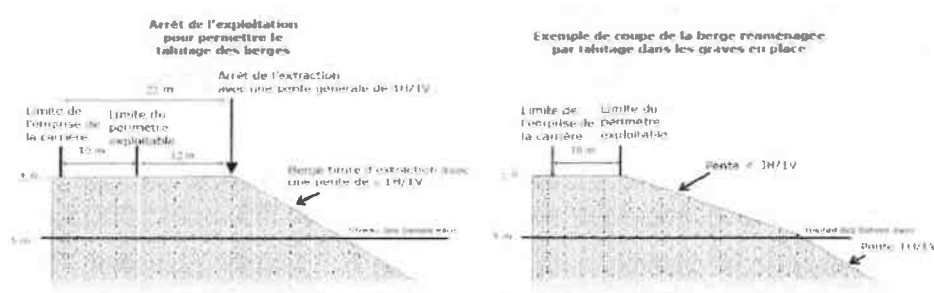 Arrêt de l'exploitation
pour permettre le
talutage des berges
Arrêt de l'extraction
avec une pente générale de 1H/1V
22 m
Limite de
l'emprise de
la carrière
Limite du
périmètre
exploitable
10 m
12 m
Berge brute d'extraction avec
une pente de < 1H/1V
5 m
Exemple de coupe de la berge réaménagée
par talutage dans les graves en place
Limite de
l'emprise de
la carrière
Limite du
périmètre
exploitable
10 m
Pente < 3H/1V
5 m
Pente 1H/1V